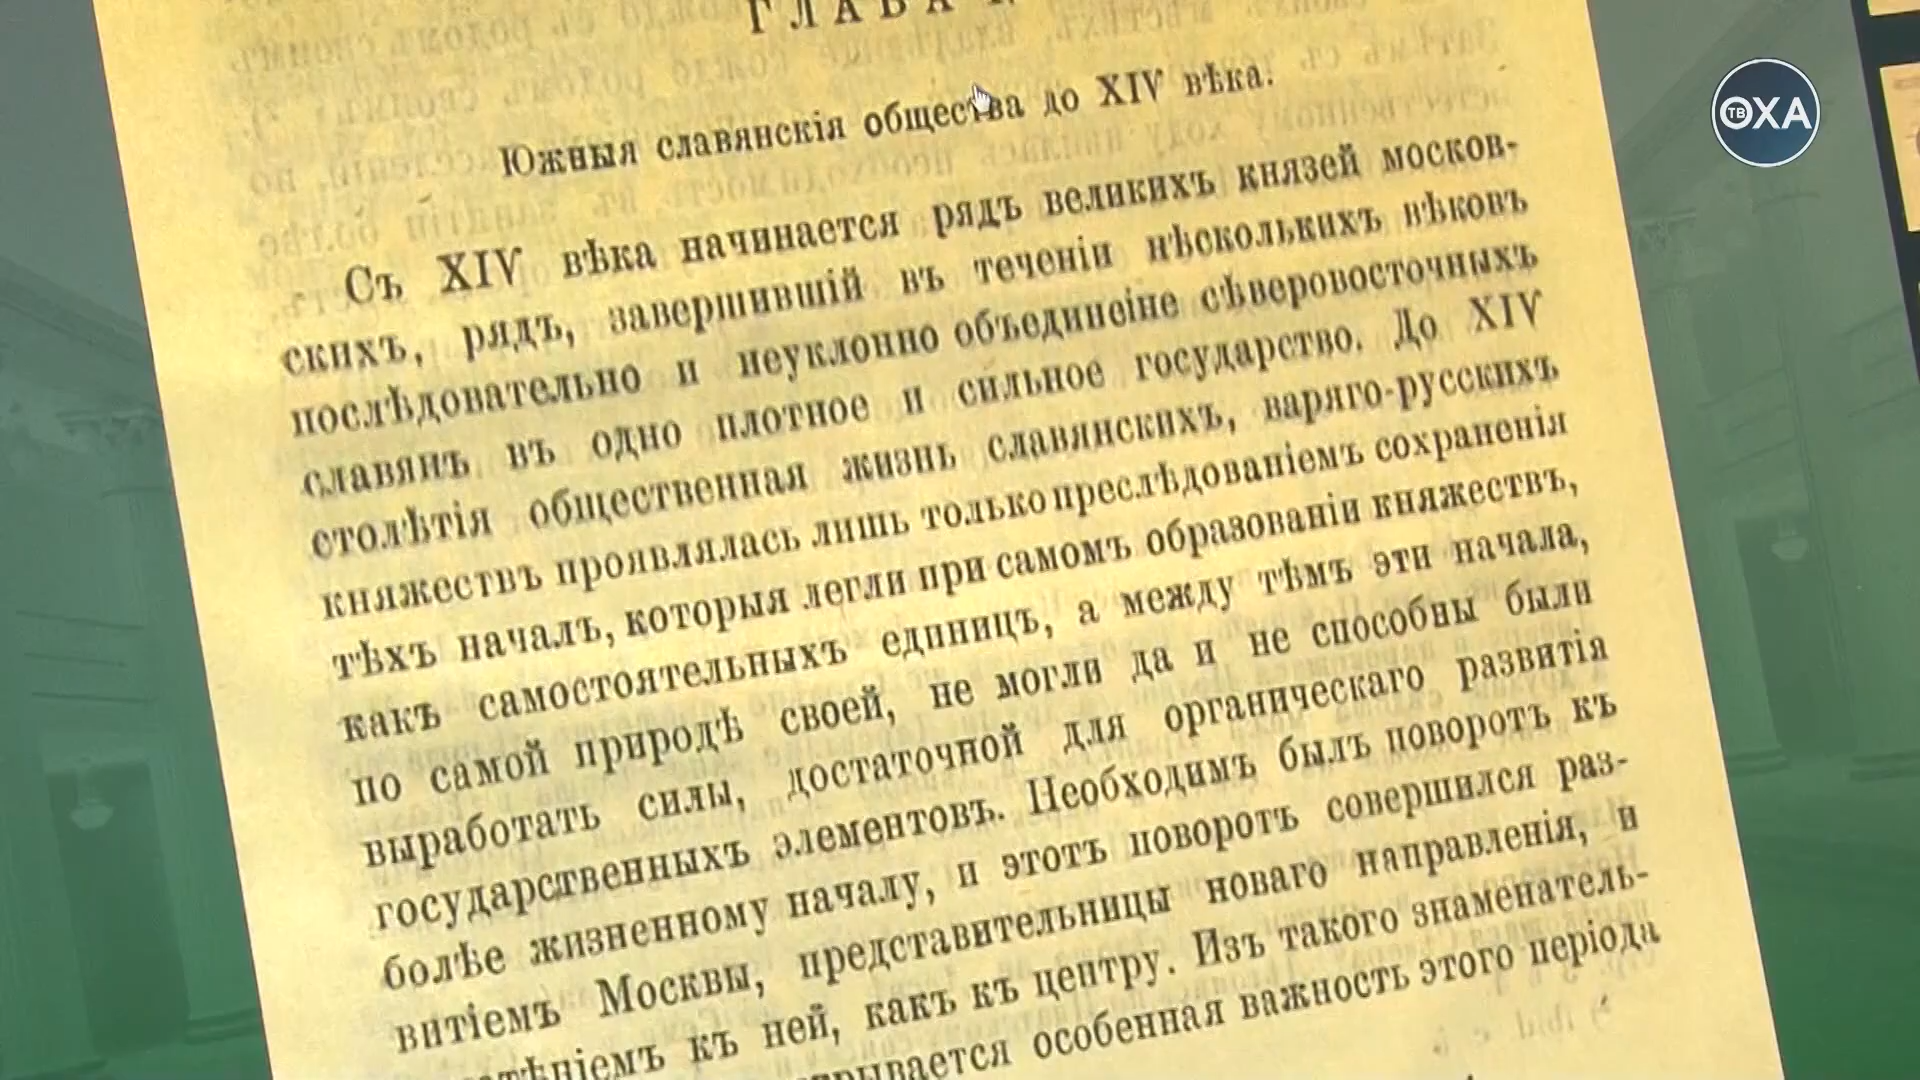 ГЛАВА
Южныя славянскія общества до XIV вѣка.
Съ XIV вѣка начинается рядъ великихъ князей москов-
скихъ, рядъ, завершившій въ теченіи нѣсколькихъ вѣковъ
послѣдовательно и неуклонно объединеіне сѣверовосточныхъ
славянъ въ одно плотное и сильное государство. До XIV
столѣтія общественная жизнь славянскихъ, варяго-русскихъ
княжествъ проявлялась лишь только преслѣдованіемъ сохраненія
тѣхъ началъ, которыя легли при самомъ образованіи княжествъ,
какъ самостоятельныхъ единицъ, а между тѣмъ эти начала,
по самой природѣ своей, не могли да и не способны были
выработать силы, достаточной для органическаго развитія
государственныхъ элементовъ. Необходимъ былъ поворотъ къ
болѣе жизненному началу, и этотъ поворотъ совершился раз-
витіемъ Москвы, представительницы новаго направленія, и
къ ней, какъ къ центру. Изъ такого знаменатель-
особенная важность этого періода
ТВ ОХА